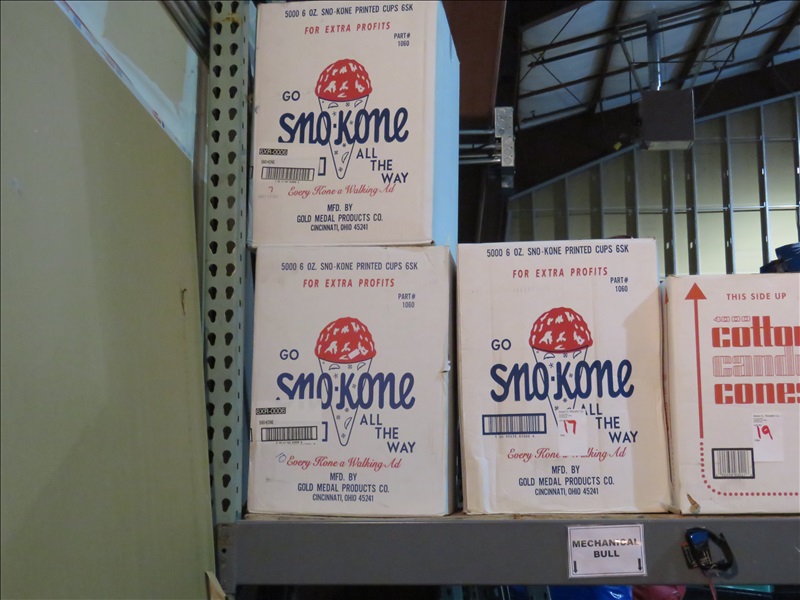 5000 6 OZ. SNO-KONE PRINTED CUPS 6SK
FOR EXTRA PROFITS
PART#
1060
GO
SNO-KONE
ALL
THE
WAY
6XR-0006
Every Kone a Walking Ad
MFD. BY
GOLD MEDAL PRODUCTS CO.
CINCINNATI, OHIO 45241
5000 6 OZ. SNO-KONE PRINTED CUPS 6SK
FOR EXTRA PROFITS
PART#
1060
GO
SNO-KONE
ALL
THE
WAY
6XR-0006
Every Kone a Walking Ad
MFD. BY
GOLD MEDAL PRODUCTS CO.
CINCINNATI, OHIO 45241
5000 6 OZ. SNO-KONE PRINTED CUPS 6SK
FOR EXTRA PROFITS
PART#
1060
GO
SNO-KONE
ALL
THE
WAY
17
Every Kone a Walking Ad
MFD. BY
GOLD MEDAL PRODUCTS CO.
CINCINNATI, OHIO 45241
THIS SIDE UP
4000
cotton
candy
cones
19
MECHANICAL
BULL